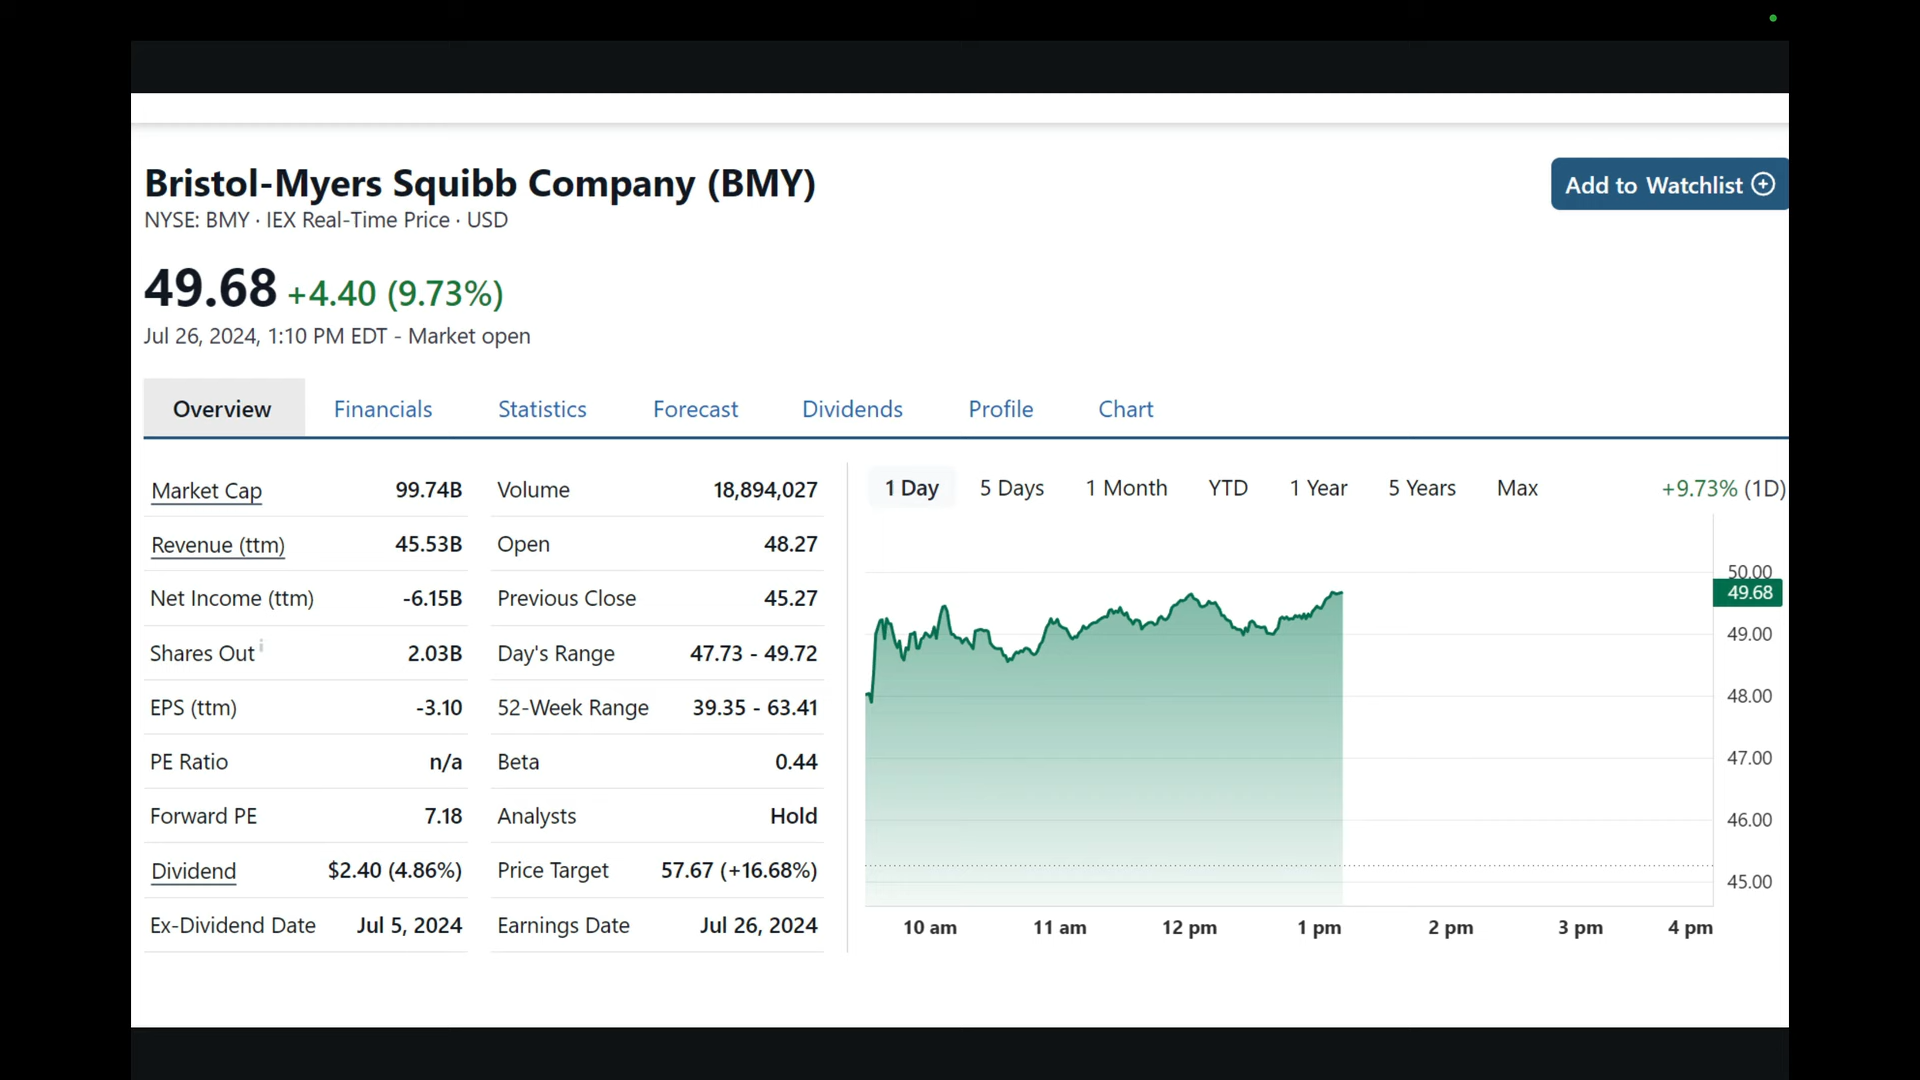 Bristol-Myers Squibb Company (BMY)
Add to Watchlist
NYSE: BMY · IEX Real-Time Price · USD
49.68 +4.40 (9.73%)
Jul 26, 2024, 1:10 PM EDT - Market open
Overview Financials Statistics Forecast Dividends Profile Chart
Market Cap 99.74B
Revenue (ttm) 45.53B
Net Income (ttm) -6.15B
Shares Out i 2.03B
EPS (ttm) -3.10
PE Ratio n/a
Forward PE 7.18
Dividend $2.40 (4.86%)
Ex-Dividend Date Jul 5, 2024
Volume 18,894,027
Open 48.27
Previous Close 45.27
Day's Range 47.73 - 49.72
52-Week Range 39.35 - 63.41
Beta 0.44
Analysts Hold
Price Target 57.67 (+16.68%)
Earnings Date Jul 26, 2024
1 Day 5 Days 1 Month YTD 1 Year 5 Years Max +9.73% (1D)
50.00
49.68
49.00
48.00
47.00
46.00
45.00
10 am 11 am 12 pm 1 pm 2 pm 3 pm 4 pm